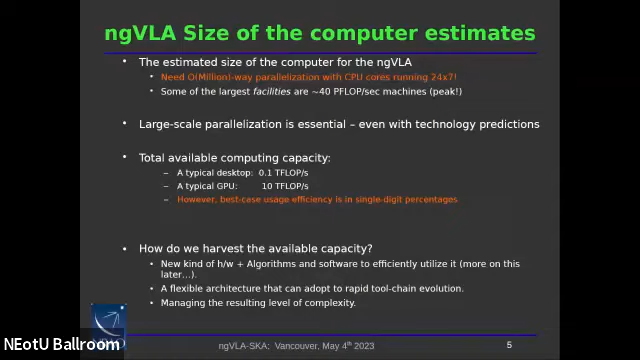 ngVLA Size of the computer estimates
• The estimated size of the computer for the ngVLA
• Need O(Million)-way parallelization with CPU cores running 24x7!
• Some of the largest facilities are ~40 PFLOP/sec machines (peak!)
• Large-scale parallelization is essential – even with technology predictions
• Total available computing capacity:
– A typical desktop: 0.1 TFLOP/s
– A typical GPU: 10 TFLOP/s
– However, best-case usage efficiency is in single-digit percentages
• How do we harvest the available capacity?
• New kind of h/w + Algorithms and software to efficiently utilize it (more on this
later...).
• A flexible architecture that can adopt to rapid tool-chain evolution.
• Managing the resulting level of complexity.
NEotU Ballroom
ngVLA-SKA: Vancouver, May 4th 2023
5